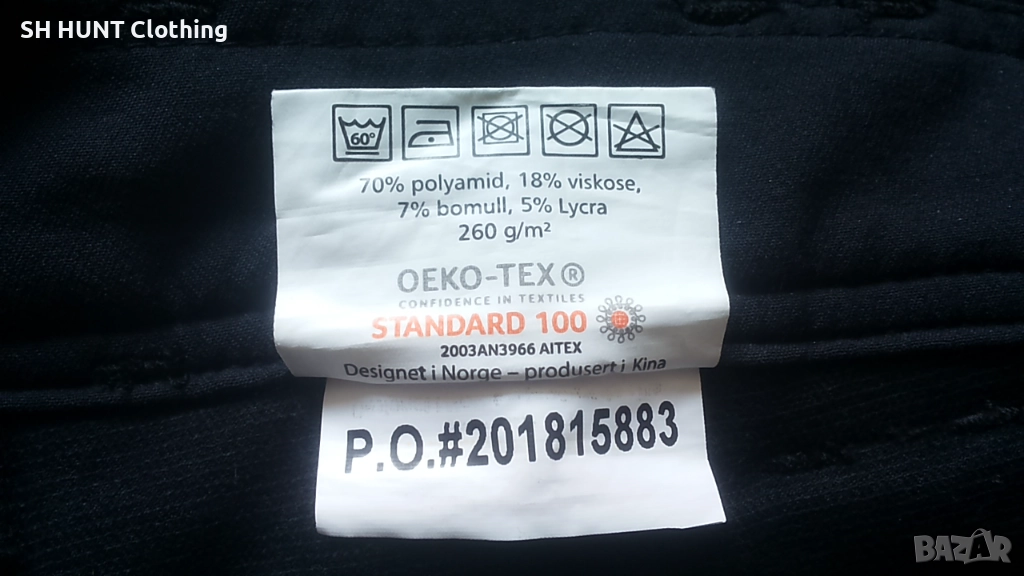 SH HUNT Clothing
60°
70% polyamid, 18% viskose,
7% bomull, 5% Lycra
260 g/m²
OEKO-TEX®
CONFIDENCE IN TEXTILES
STANDARD 100
2003AN3966 AITEX
Designet i Norge – produsert i Kina
P.O.#201815883
BAZAR